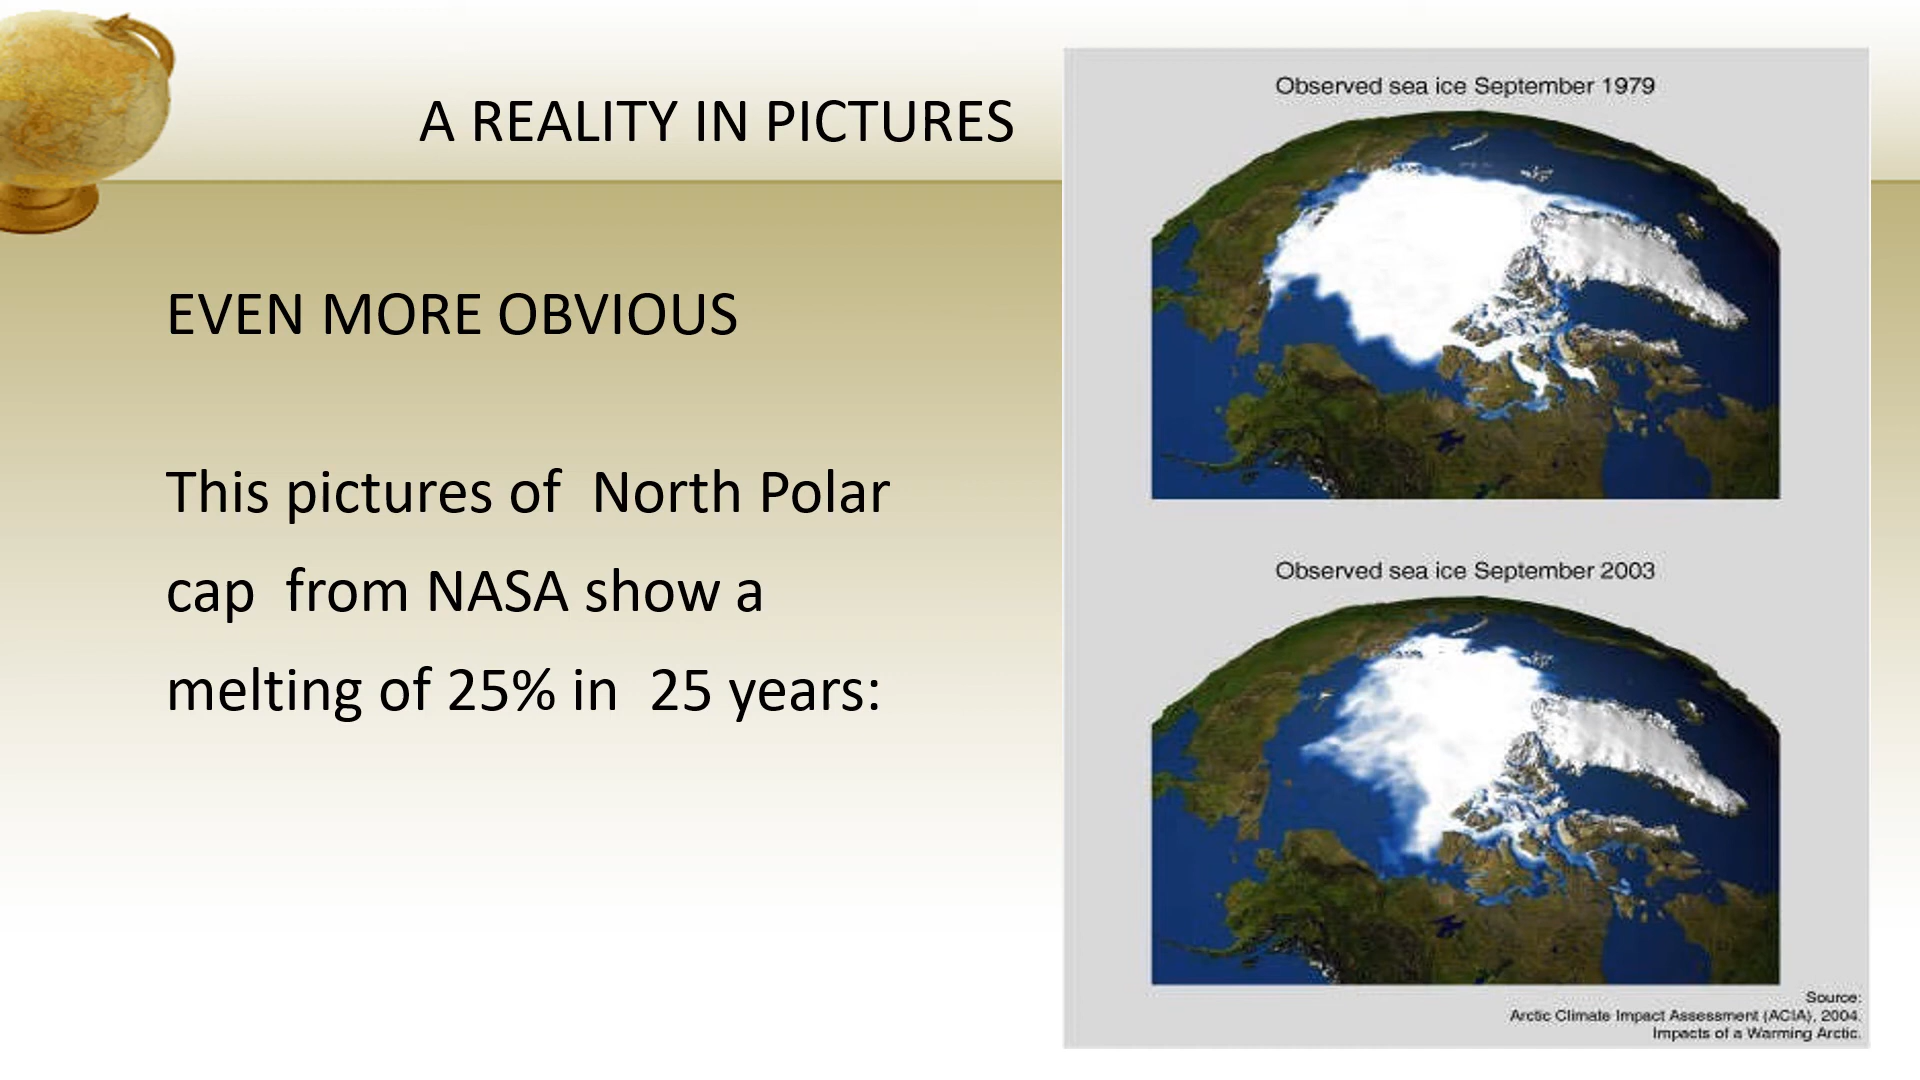 A REALITY IN PICTURES
EVEN MORE OBVIOUS
This pictures of  North Polar
cap  from NASA show a
melting of 25% in  25 years:
Observed sea ice September 1979
Observed sea ice September 2003
Source:
Arctic Climate Impact Assessment (ACIA), 2004.
Impacts of a Warming Arctic.